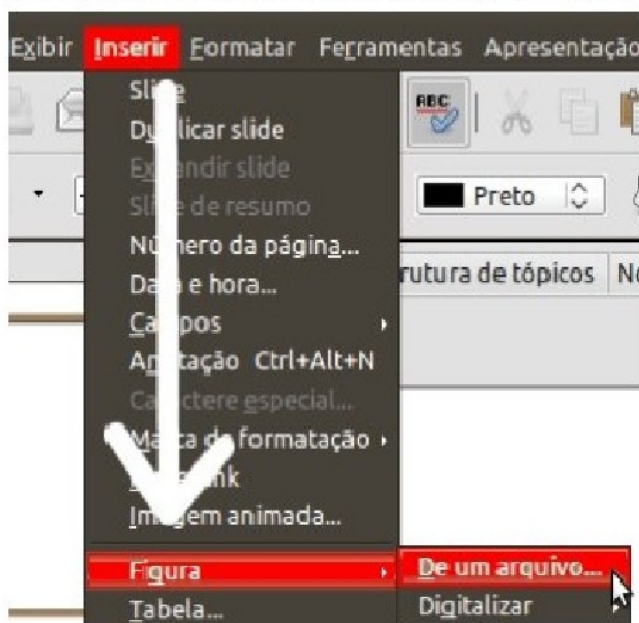 Exibir Inserir Formatar Ferramentas Apresentação
Slide
Duplicar slide
Expandir slide
Slide de resumo
Número da página...
Data e hora...
Campos
Anotação Ctrl+Alt+N
Caractere especial...
Marca de formatação
Imagem animada...
Figura
Tabela...
De um arquivo...
Digitalizar
ABC
Preto
rutura de tópicos